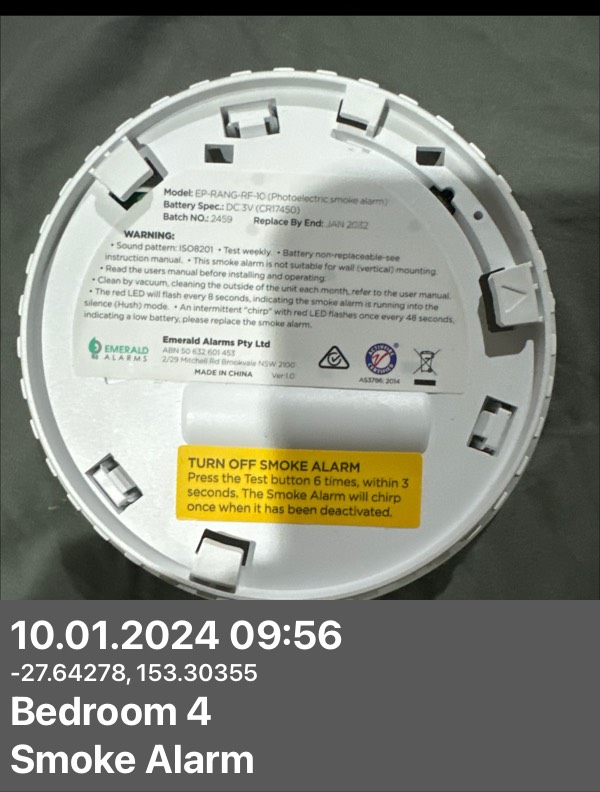 Model: EP-RANG-RF-10 (Photoelectric smoke alarm)
Battery Spec.: DC 3V (CR17450)
Batch NO.: 2459 Replace By End: JAN 2032
WARNING:
• Sound pattern: ISO8201 • Test weekly. • Battery non-replaceable-see
instruction manual. • This smoke alarm is not suitable for wall (vertical) mounting.
• Read the users manual before installing and operating.
• Clean by vacuum, cleaning the outside of the unit each month, refer to the user manual.
• The red LED will flash every 8 seconds, indicating the smoke alarm is running into the
silence (Hush) mode. • An intermittent "chirp" with red LED flashes once every 48 seconds,
indicating a low battery, please replace the smoke alarm.
EMERALD
ALARMS
Emerald Alarms Pty Ltd
ABN 50 632 601 453
2/29 Mitchell Rd Brookvale NSW 2100
MADE IN CHINA Ver:1.0
AS3786: 2014
TURN OFF SMOKE ALARM
Press the Test button 6 times, within 3
seconds. The Smoke Alarm will chirp
once when it has been deactivated.
10.01.2024 09:56
-27.64278, 153.30355
Bedroom 4
Smoke Alarm